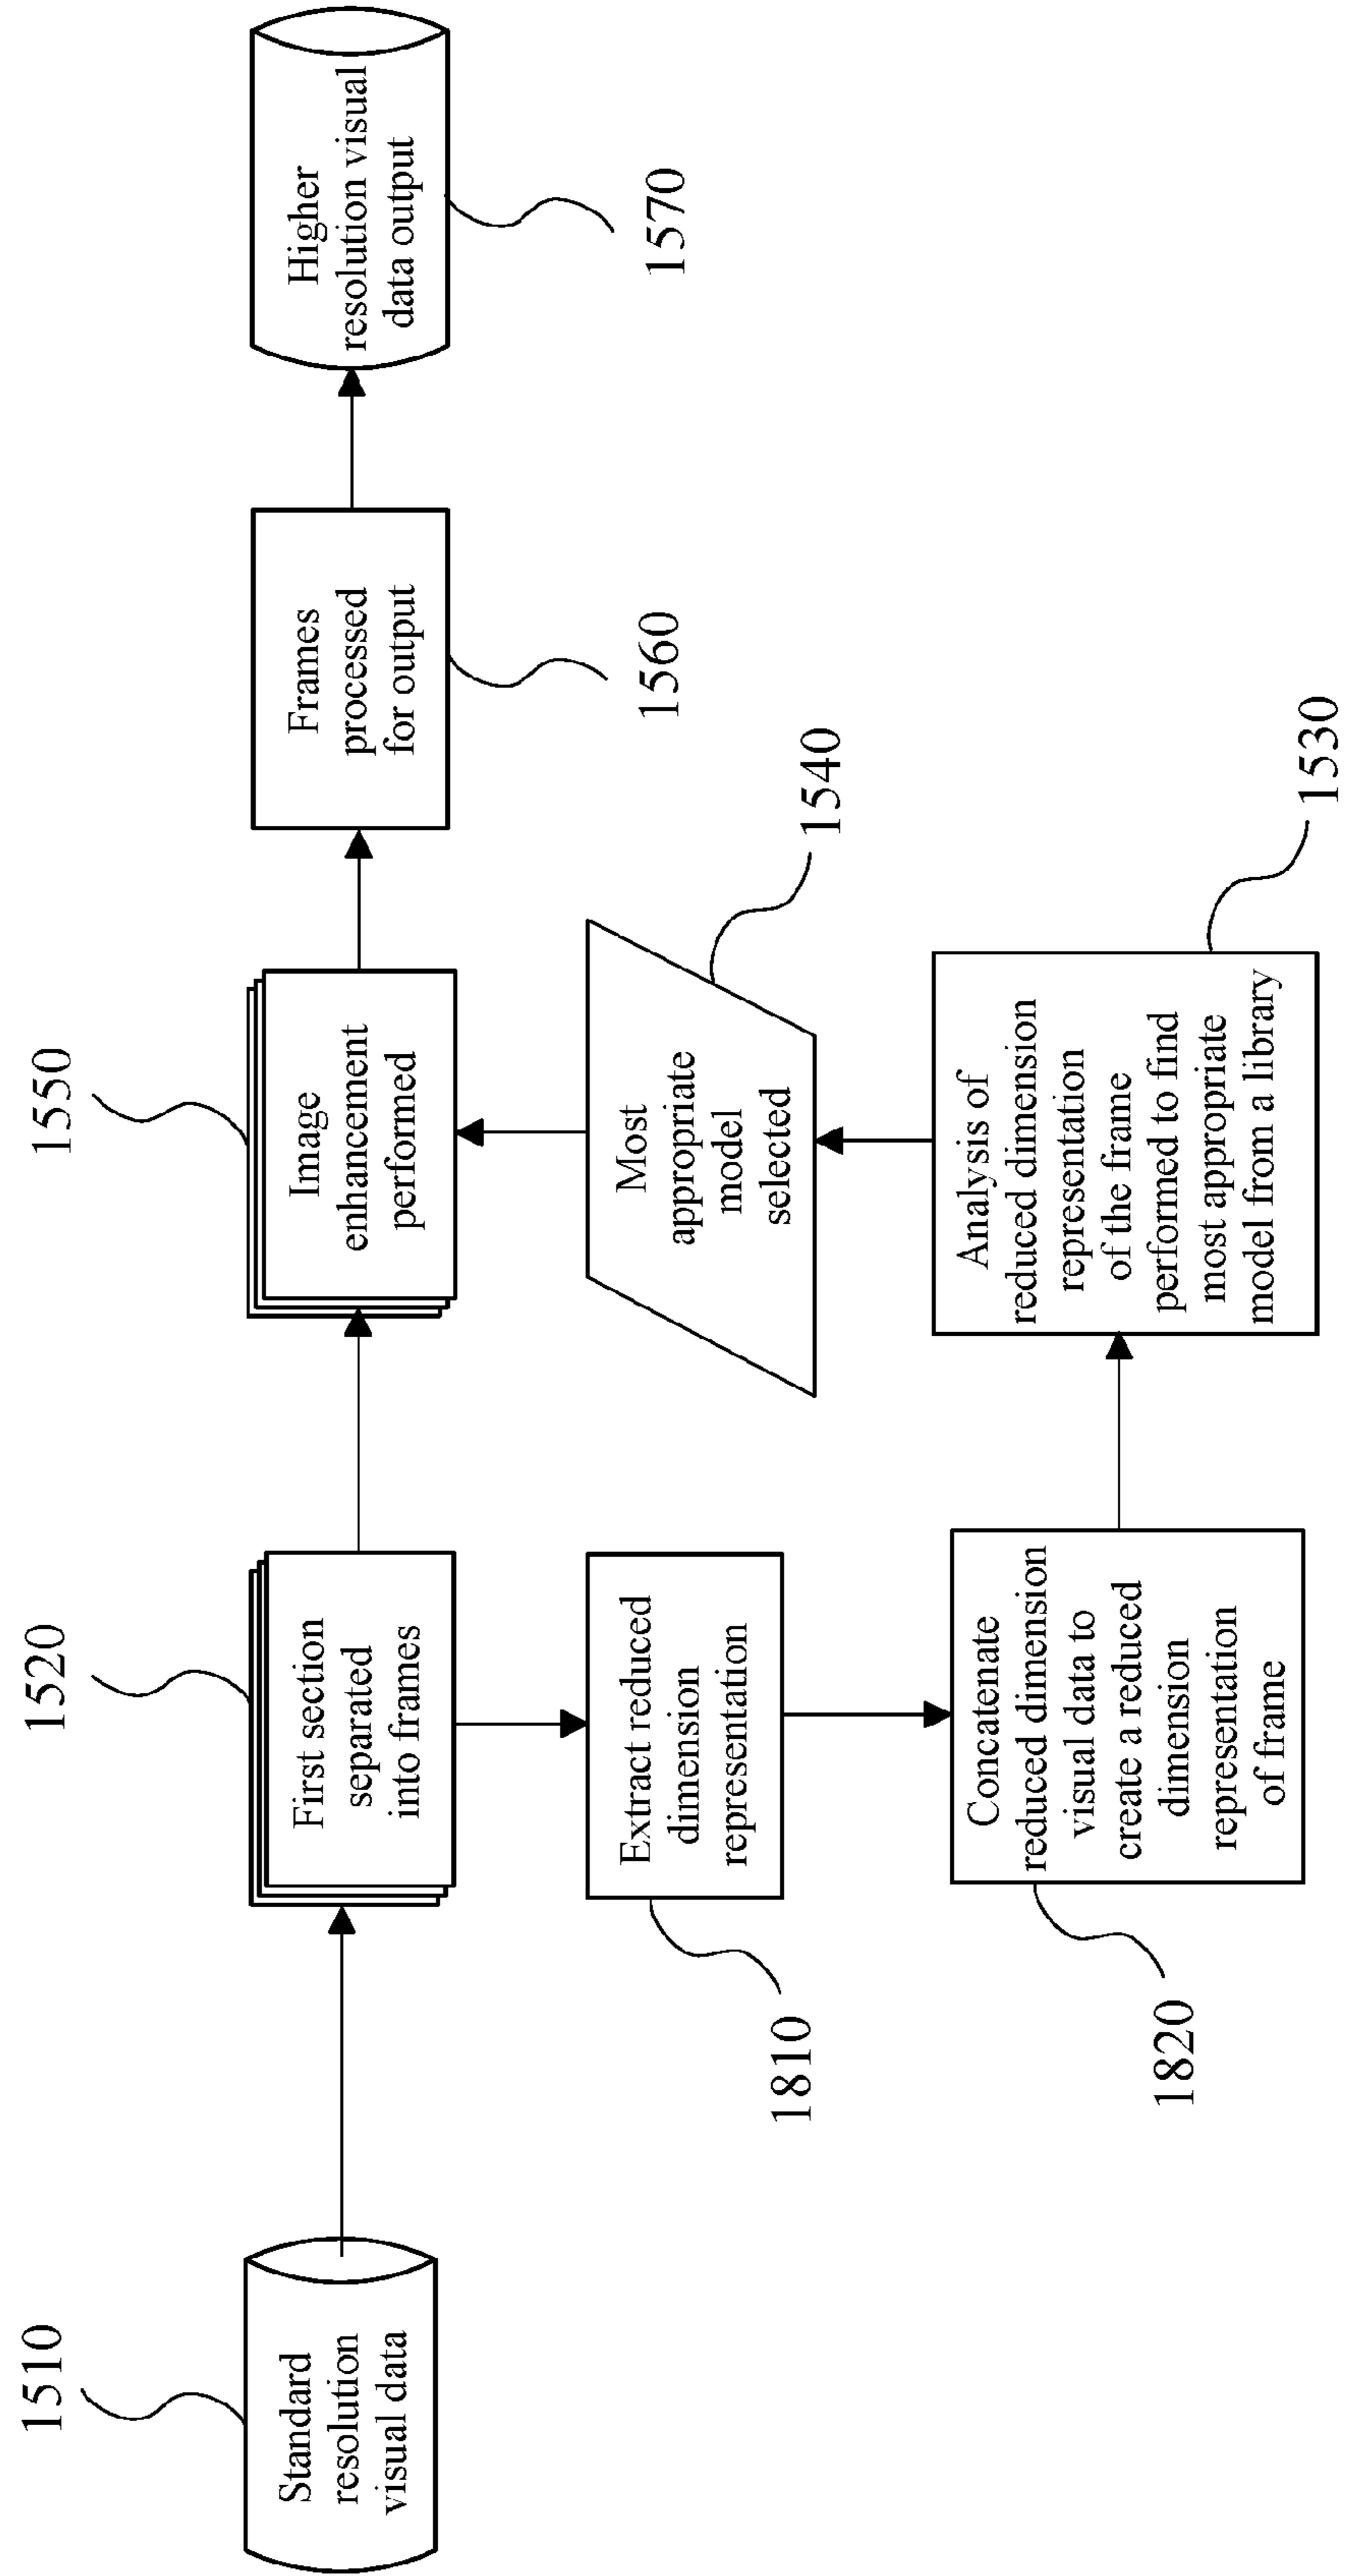 1510
Standard
resolution
visual data
1520
First section
separated
into frames
1550
Image
enhancement
performed
Frames
processed
for output
1560
Higher
resolution visual
data output
1570
Extract reduced
dimension
representation
1810
Most
appropriate
model
selected
1540
Concatenate
reduced dimension
visual data to
create a reduced
dimension
representation
of frame
1820
Analysis of
reduced dimension
representation
of the frame
performed to find
most appropriate
model from a library
1530